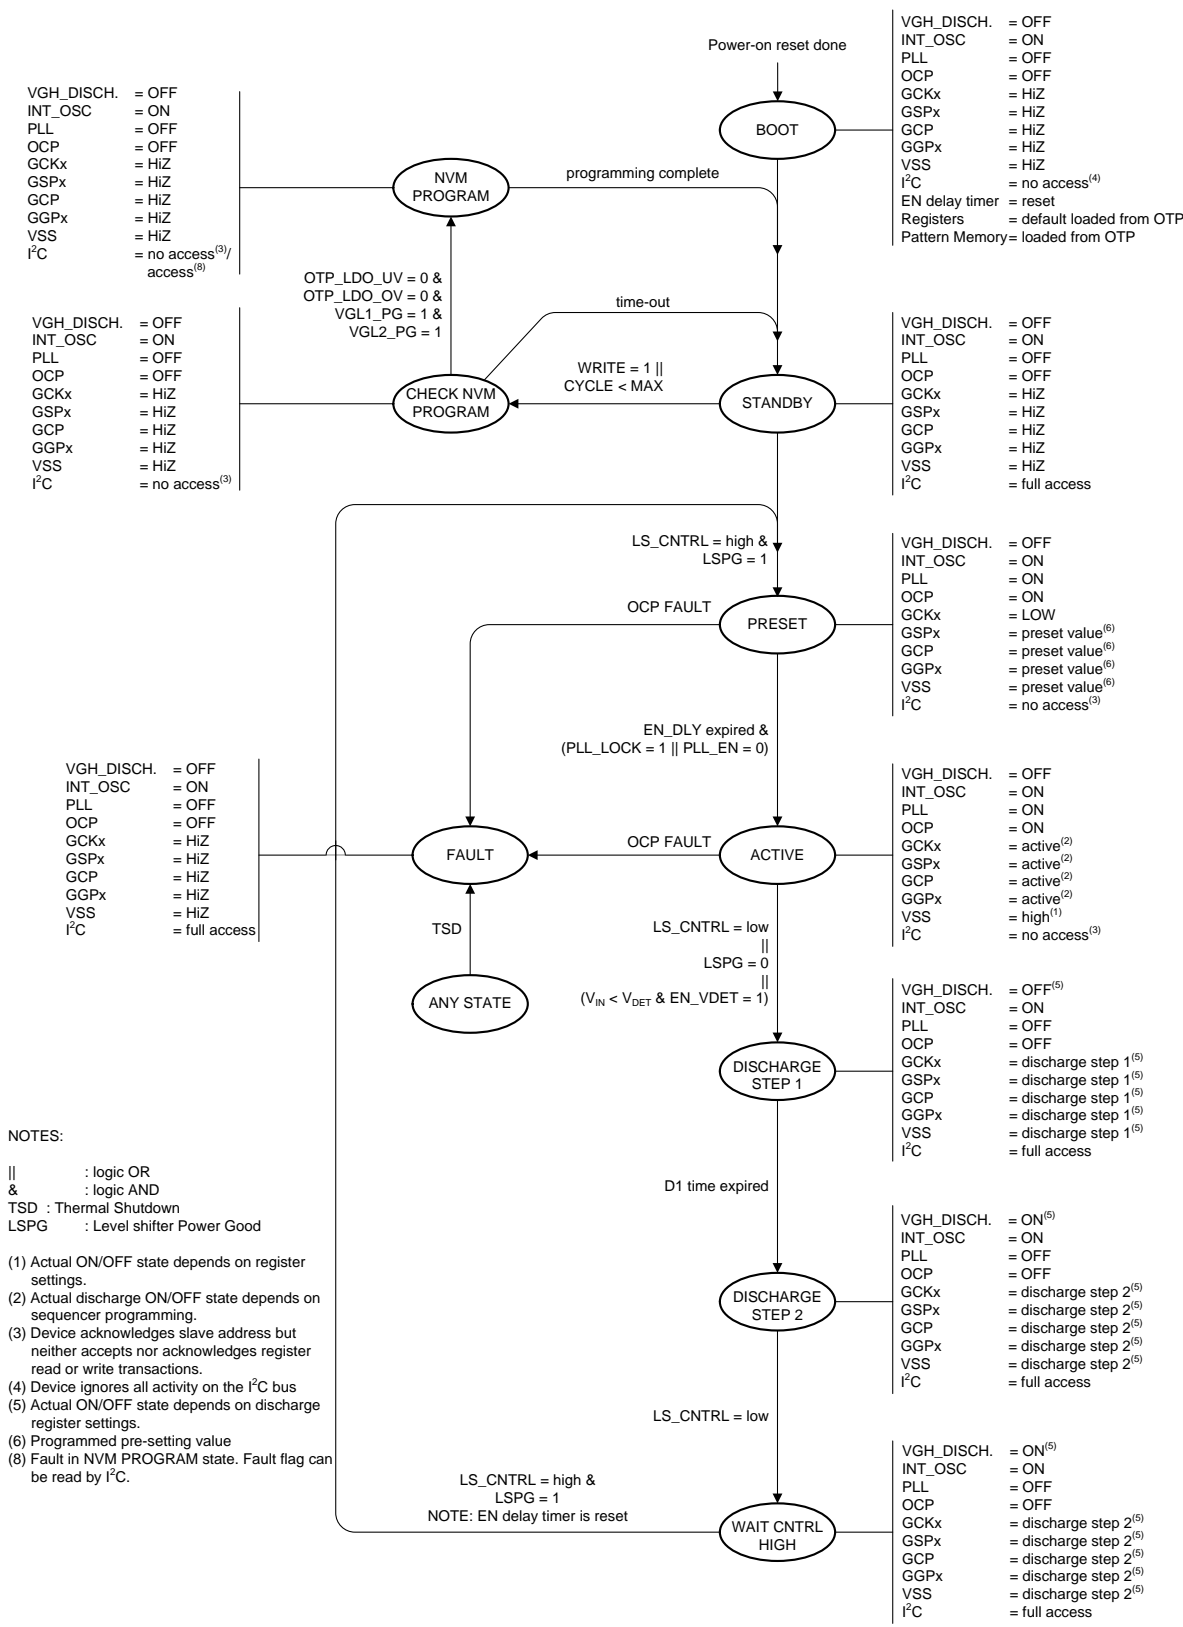 Power-on reset done
BOOT
VGH_DISCH. = OFF
INT_OSC = ON
PLL = OFF
OCP = OFF
GCKx = HiZ
GSPx = HiZ
GCP = HiZ
GGPx = HiZ
VSS = HiZ
I²C = no access(4)
EN delay timer = reset
Registers = default loaded from OTP
Pattern Memory = loaded from OTP
VGH_DISCH. = OFF
INT_OSC = ON
PLL = OFF
OCP = OFF
GCKx = HiZ
GSPx = HiZ
GCP = HiZ
GGPx = HiZ
VSS = HiZ
I²C = no access(3)/
access(8)
NVM
PROGRAM
programming complete
OTP_LDO_UV = 0 &
OTP_LDO_OV = 0 &
VGL1_PG = 1 &
VGL2_PG = 1
time-out
VGH_DISCH. = OFF
INT_OSC = ON
PLL = OFF
OCP = OFF
GCKx = HiZ
GSPx = HiZ
GCP = HiZ
GGPx = HiZ
VSS = HiZ
I²C = no access(3)
CHECK NVM
PROGRAM
WRITE = 1 ||
CYCLE < MAX
STANDBY
VGH_DISCH. = OFF
INT_OSC = ON
PLL = OFF
OCP = OFF
GCKx = HiZ
GSPx = HiZ
GCP = HiZ
GGPx = HiZ
VSS = HiZ
I²C = full access
LS_CNTRL = high &
LSPG = 1
OCP FAULT
PRESET
VGH_DISCH. = OFF
INT_OSC = ON
PLL = ON
OCP = ON
GCKx = LOW
GSPx = preset value(6)
GCP = preset value(6)
GGPx = preset value(6)
VSS = preset value(6)
I²C = no access(3)
EN_DLY expired &
(PLL_LOCK = 1 || PLL_EN = 0)
VGH_DISCH. = OFF
INT_OSC = ON
PLL = OFF
OCP = OFF
GCKx = HiZ
GSPx = HiZ
GCP = HiZ
GGPx = HiZ
VSS = HiZ
I²C = full access
FAULT
OCP FAULT
ACTIVE
VGH_DISCH. = OFF
INT_OSC = ON
PLL = ON
OCP = ON
GCKx = active(2)
GSPx = active(2)
GCP = active(2)
GGPx = active(2)
VSS = high(1)
I²C = no access(3)
TSD
ANY STATE
LS_CNTRL = low
||
LSPG = 0
||
(VIN < VDET & EN_VDET = 1)
DISCHARGE
STEP 1
VGH_DISCH. = OFF(5)
INT_OSC = ON
PLL = OFF
OCP = OFF
GCKx = discharge step 1(5)
GSPx = discharge step 1(5)
GCP = discharge step 1(5)
GGPx = discharge step 1(5)
VSS = discharge step 1(5)
I²C = full access
D1 time expired
DISCHARGE
STEP 2
VGH_DISCH. = ON(5)
INT_OSC = ON
PLL = OFF
OCP = OFF
GCKx = discharge step 2(5)
GSPx = discharge step 2(5)
GCP = discharge step 2(5)
GGPx = discharge step 2(5)
VSS = discharge step 2(5)
I²C = full access
LS_CNTRL = low
LS_CNTRL = high &
LSPG = 1
NOTE: EN delay timer is reset
WAIT CNTRL
HIGH
VGH_DISCH. = ON(5)
INT_OSC = ON
PLL = OFF
OCP = OFF
GCKx = discharge step 2(5)
GSPx = discharge step 2(5)
GCP = discharge step 2(5)
GGPx = discharge step 2(5)
VSS = discharge step 2(5)
I²C = full access
NOTES:
|| : logic OR
& : logic AND
TSD : Thermal Shutdown
LSPG : Level shifter Power Good
(1) Actual ON/OFF state depends on register
settings.
(2) Actual discharge ON/OFF state depends on
sequencer programming.
(3) Device acknowledges slave address but
neither accepts nor acknowledges register
read or write transactions.
(4) Device ignores all activity on the I²C bus
(5) Actual ON/OFF state depends on discharge
register settings.
(6) Programmed pre-setting value
(8) Fault in NVM PROGRAM state. Fault flag can
be read by I²C.